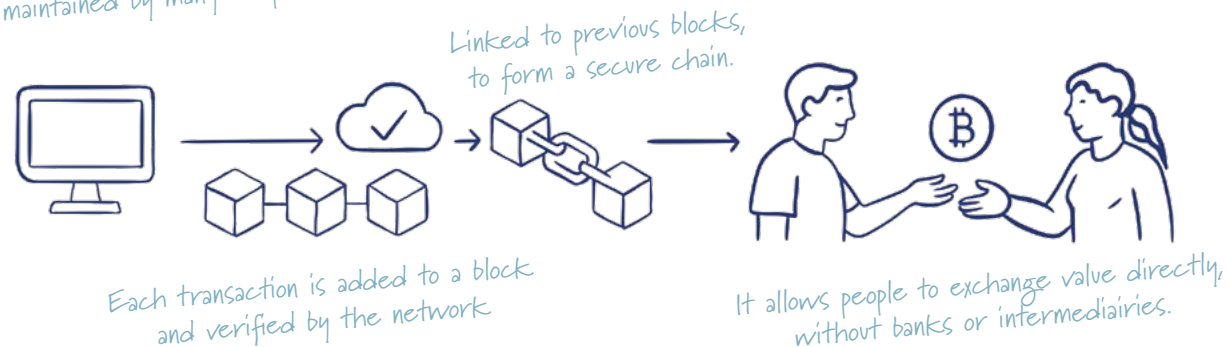 maintained by many
Linked to previous blocks,
to form a secure chain.
Each transaction is added to a block
and verified by the network
It allows people to exchange value directly,
without banks or intermediairies.